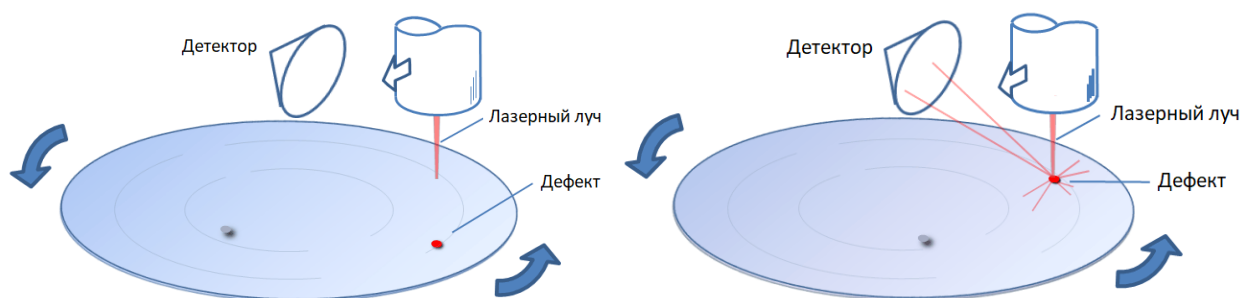 Детектор
Лазерный луч
Дефект
Детектор
Лазерный луч
Дефект